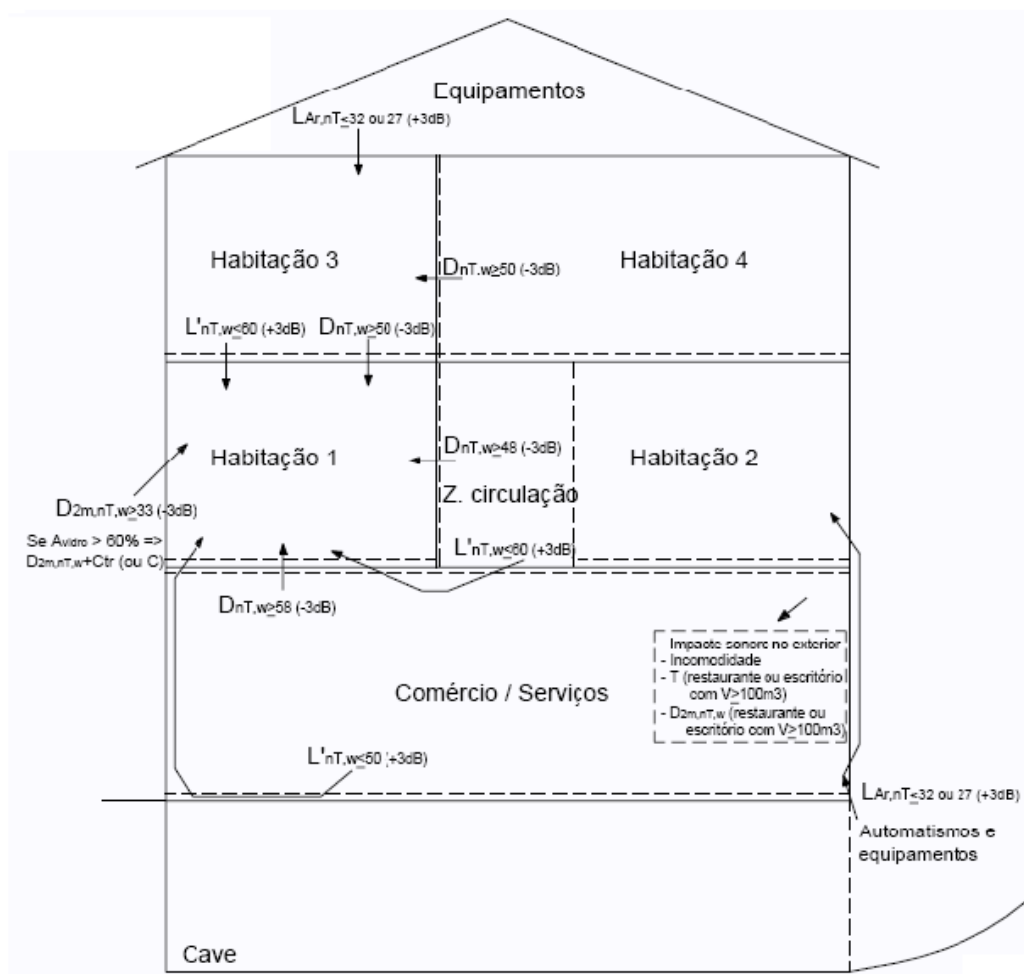 Equipamentos
LAr,nT≤32 ou 27 (+3dB)
Habitação 3
DnT,w≥50 (-3dB)
Habitação 4
L'nT,w≤60 (+3dB)
DnT,w≥50 (-3dB)
Habitação 1
DnT,w≥48 (-3dB)
Habitação 2
Z. circulação
D2m,nT,w≥33 (-3dB)
Se Avidro > 60% =>
D2m,nT,w+Ctr (ou C)
L'nT,w≤60 (+3dB)
DnT,w≥58 (-3dB)
Impacte sonoro no exterior
- Incomodidade
- T (restaurante ou escritório
com V≥100m3)
- D2m,nT,w (restaurante ou
escritório com V≥100m3)
Comércio / Serviços
L'nT,w≤50 (+3dB)
LAr,nT≤32 ou 27 (+3dB)
Automatismos e
equipamentos
Cave